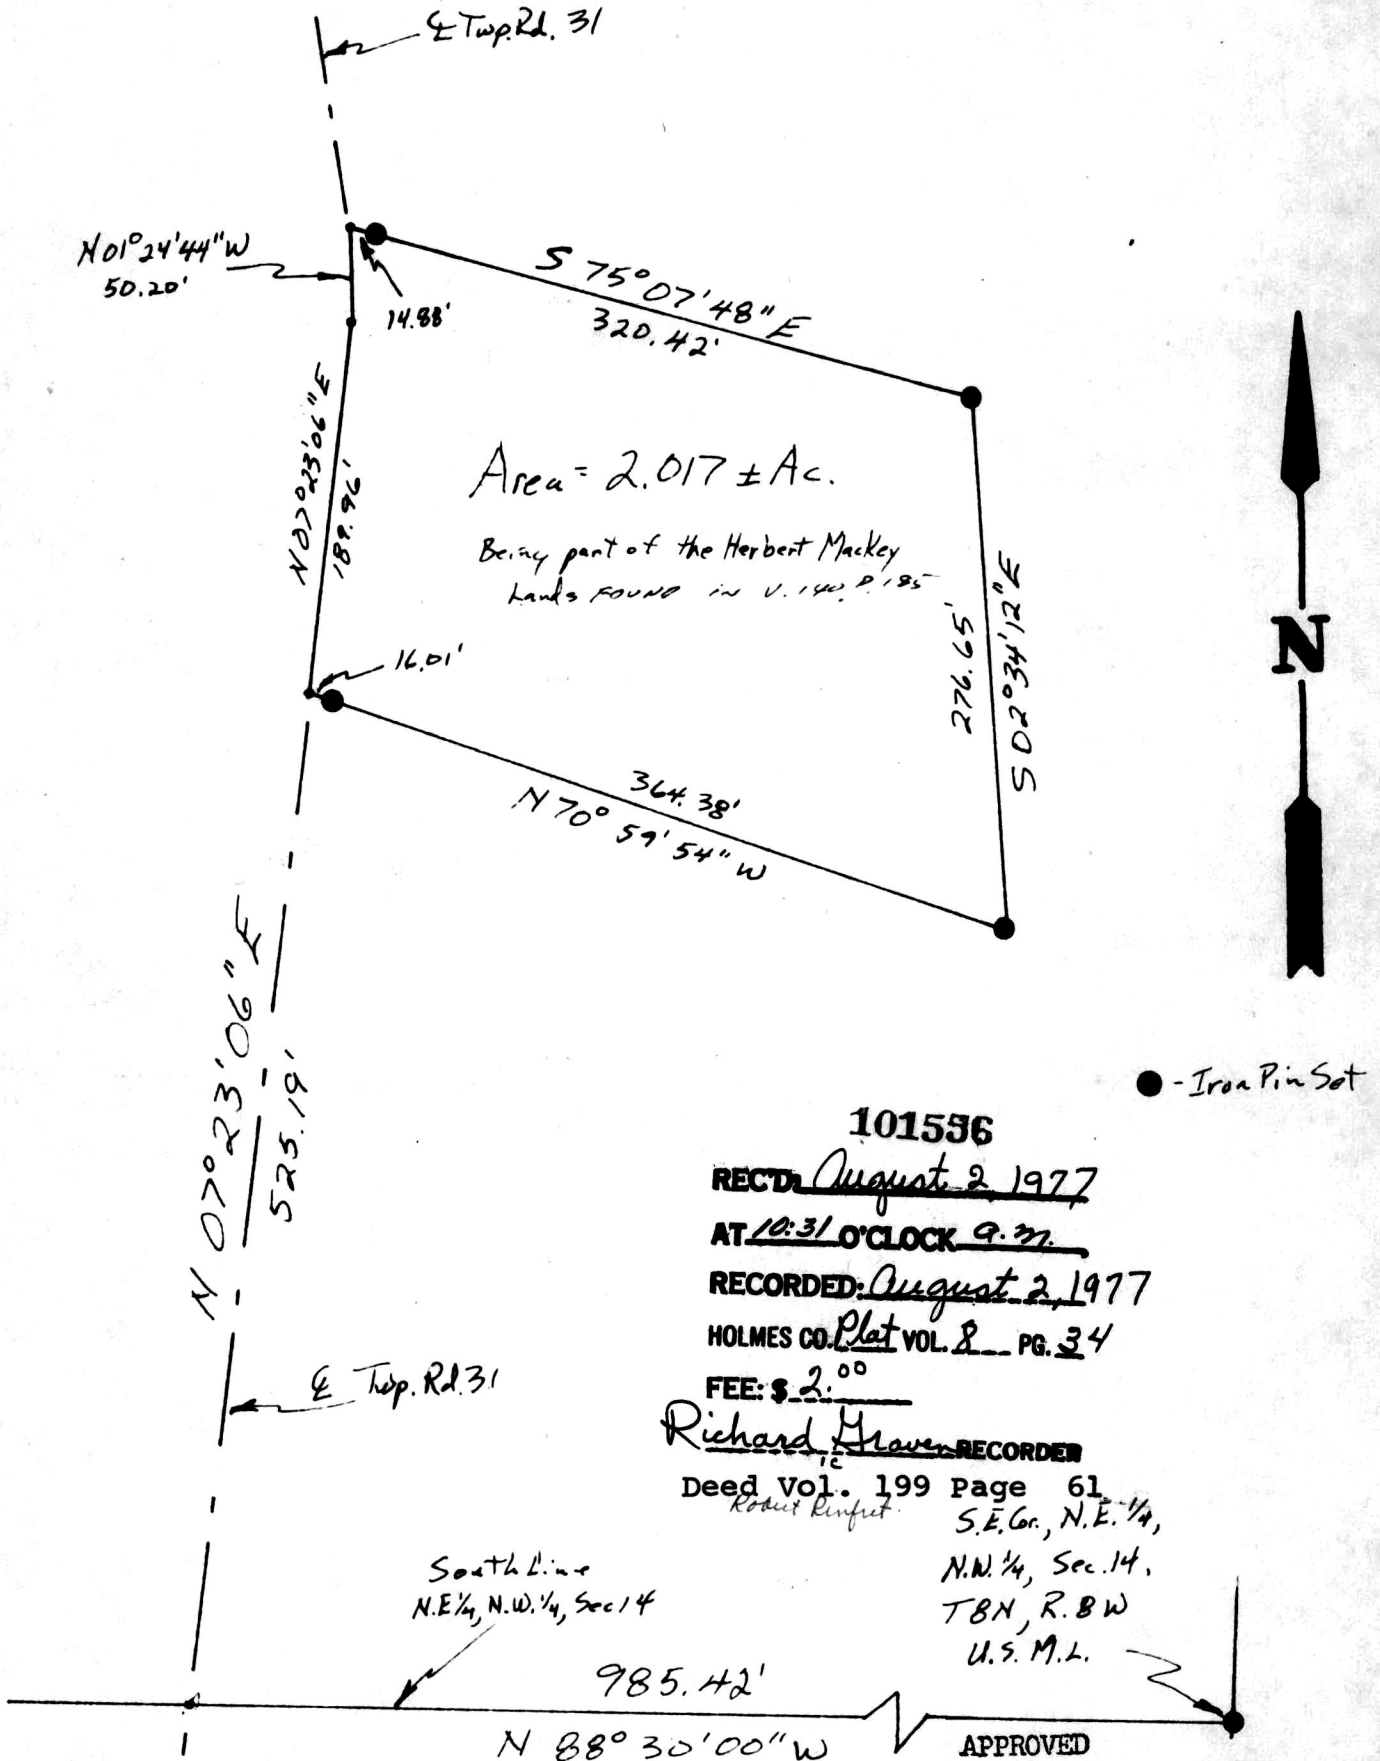 ℄ Twp. Rd. 31
N 01° 24' 44" W
50.20'
14.88'
S 75° 07' 48" E
320.42'
N 07° 23' 06" E
189.96'
Area = 2.017 ± Ac.
Being part of the Herbert Mackey
Lands FOUND in V. 140, P. 185
276.65'
S 02° 34' 12" E
N
16.01'
364.38'
N 70° 59' 54" W
N 07° 23' 06" E
525.19'
● - Iron Pin Set
101556
REC'D: August 2, 1977
AT 10:31 O'CLOCK a.m.
RECORDED: August 2, 1977
HOLMES CO. Plat VOL. 8 PG. 34
FEE: $ 2.00
Richard Graven RECORDER
Deed Vol. 199 Page 61
℄ Twp. Rd. 31
S.E. Cor., N.E. 1/4,
N.W. 1/4, Sec. 14,
T8N, R.8W
U.S. M.L.
South Line
N.E 1/4, N.W. 1/4, Sec 14
985.42'
N 88° 30' 00" W
APPROVED